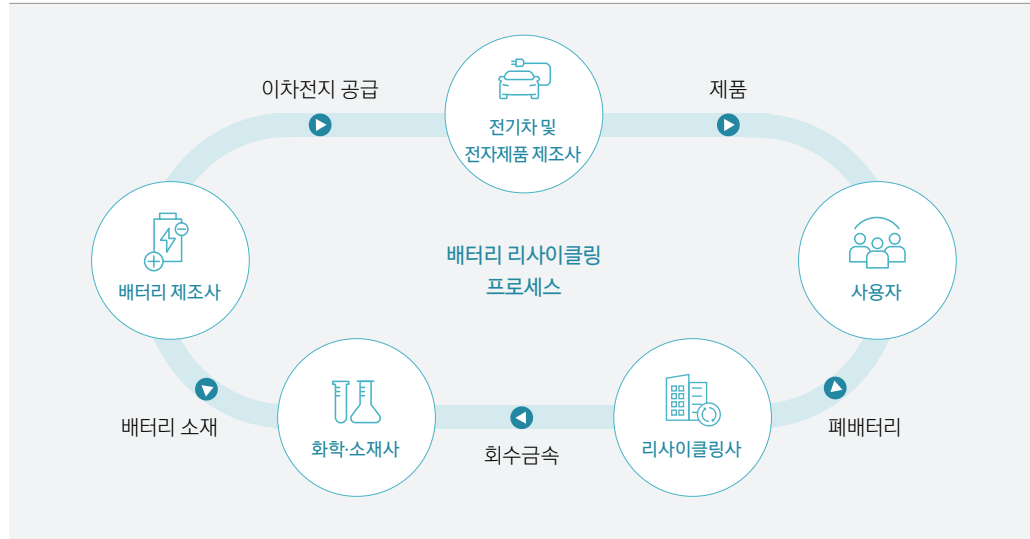 이차전지 공급
제품
전기차 및
전자제품 제조사
배터리 제조사
배터리 리사이클링
프로세스
사용자
배터리 소재
화학·소재사
회수금속
리사이클링사
폐배터리